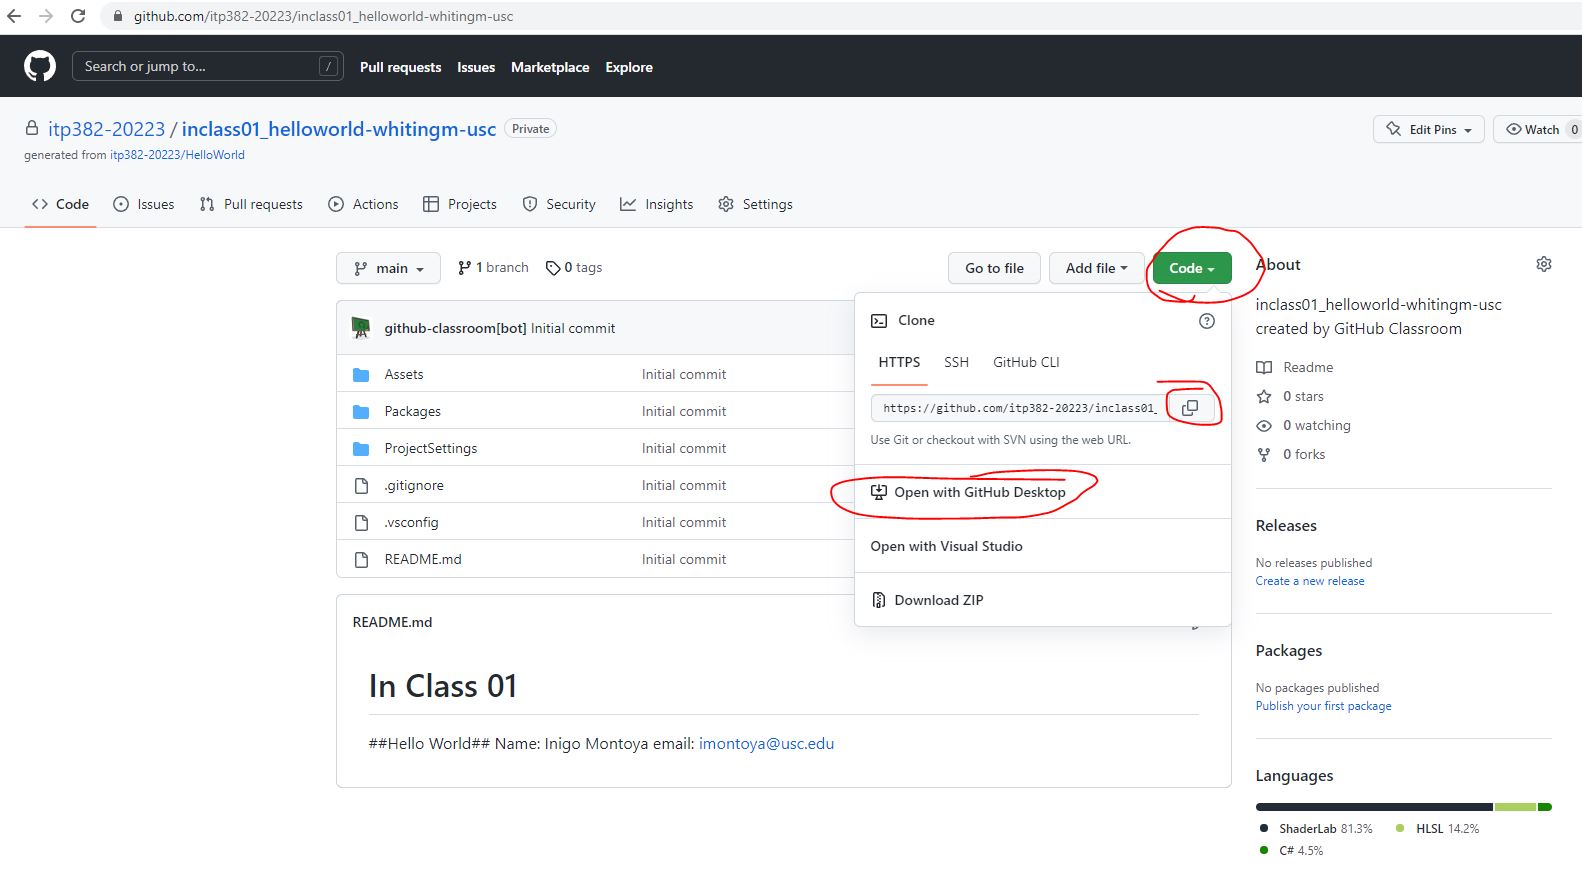 github.com/itp382-20223/inclass01_helloworld-whitingm-usc
Search or jump to... /
Pull requests Issues Marketplace Explore
itp382-20223 / inclass01_helloworld-whitingm-usc Private
Edit Pins Watch 0
generated from itp382-20223/HelloWorld
Code Issues Pull requests Actions Projects Security Insights Settings
main 1 branch 0 tags Go to file Add file Code
github-classroom[bot] Initial commit
Assets Initial commit
Packages Initial commit
ProjectSettings Initial commit
.gitignore Initial commit
.vsconfig Initial commit
README.md Initial commit
Clone
HTTPS SSH GitHub CLI
https://github.com/itp382-20223/inclass01_
Use Git or checkout with SVN using the web URL.
Open with GitHub Desktop
Open with Visual Studio
Download ZIP
README.md
In Class 01
##Hello World## Name: Inigo Montoya email: imontoya@usc.edu
About
inclass01_helloworld-whitingm-usc
created by GitHub Classroom
Readme
0 stars
0 watching
0 forks
Releases
No releases published
Create a new release
Packages
No packages published
Publish your first package
Languages
ShaderLab 81.3% HLSL 14.2%
C# 4.5%